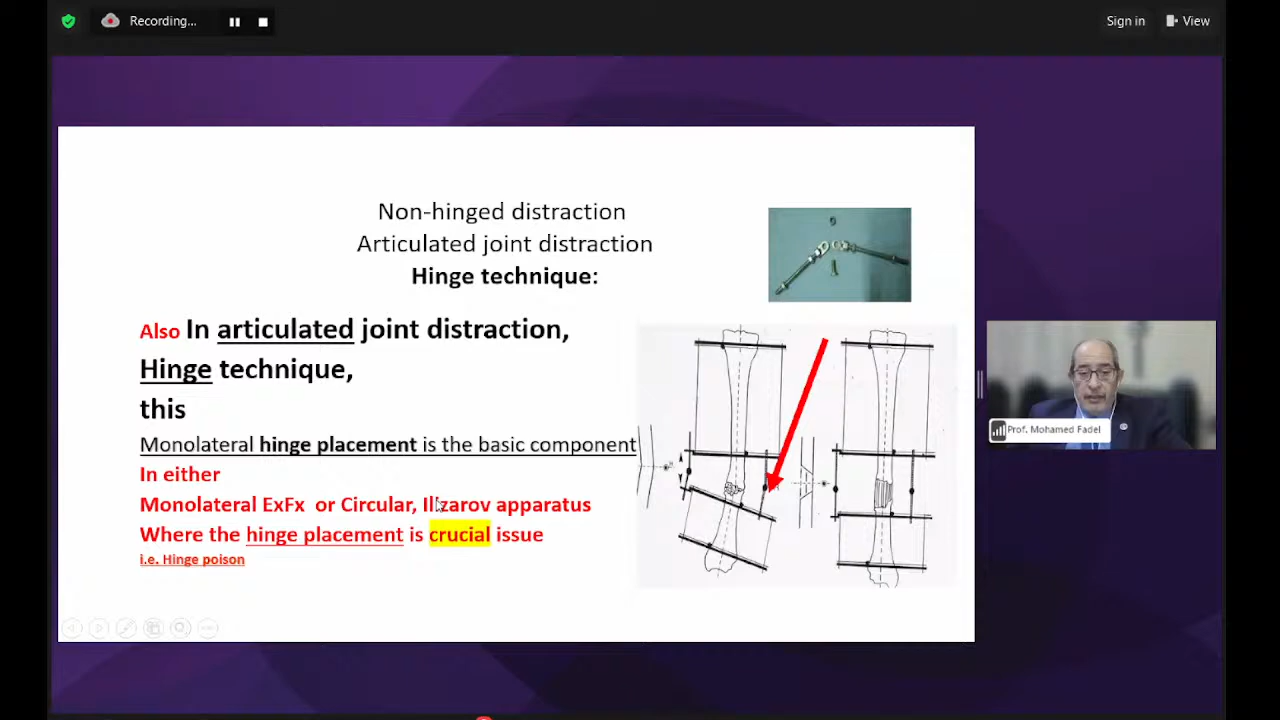 Recording...
Sign in
View
Non-hinged distraction
Articulated joint distraction
Hinge technique:
Also In articulated joint distraction,
Hinge technique,
this
Monolateral hinge placement is the basic component
In either
Monolateral ExFx or Circular, Illzarov apparatus
Where the hinge placement is crucial issue
i.e. Hinge poison
Prof. Mohamed Fadel